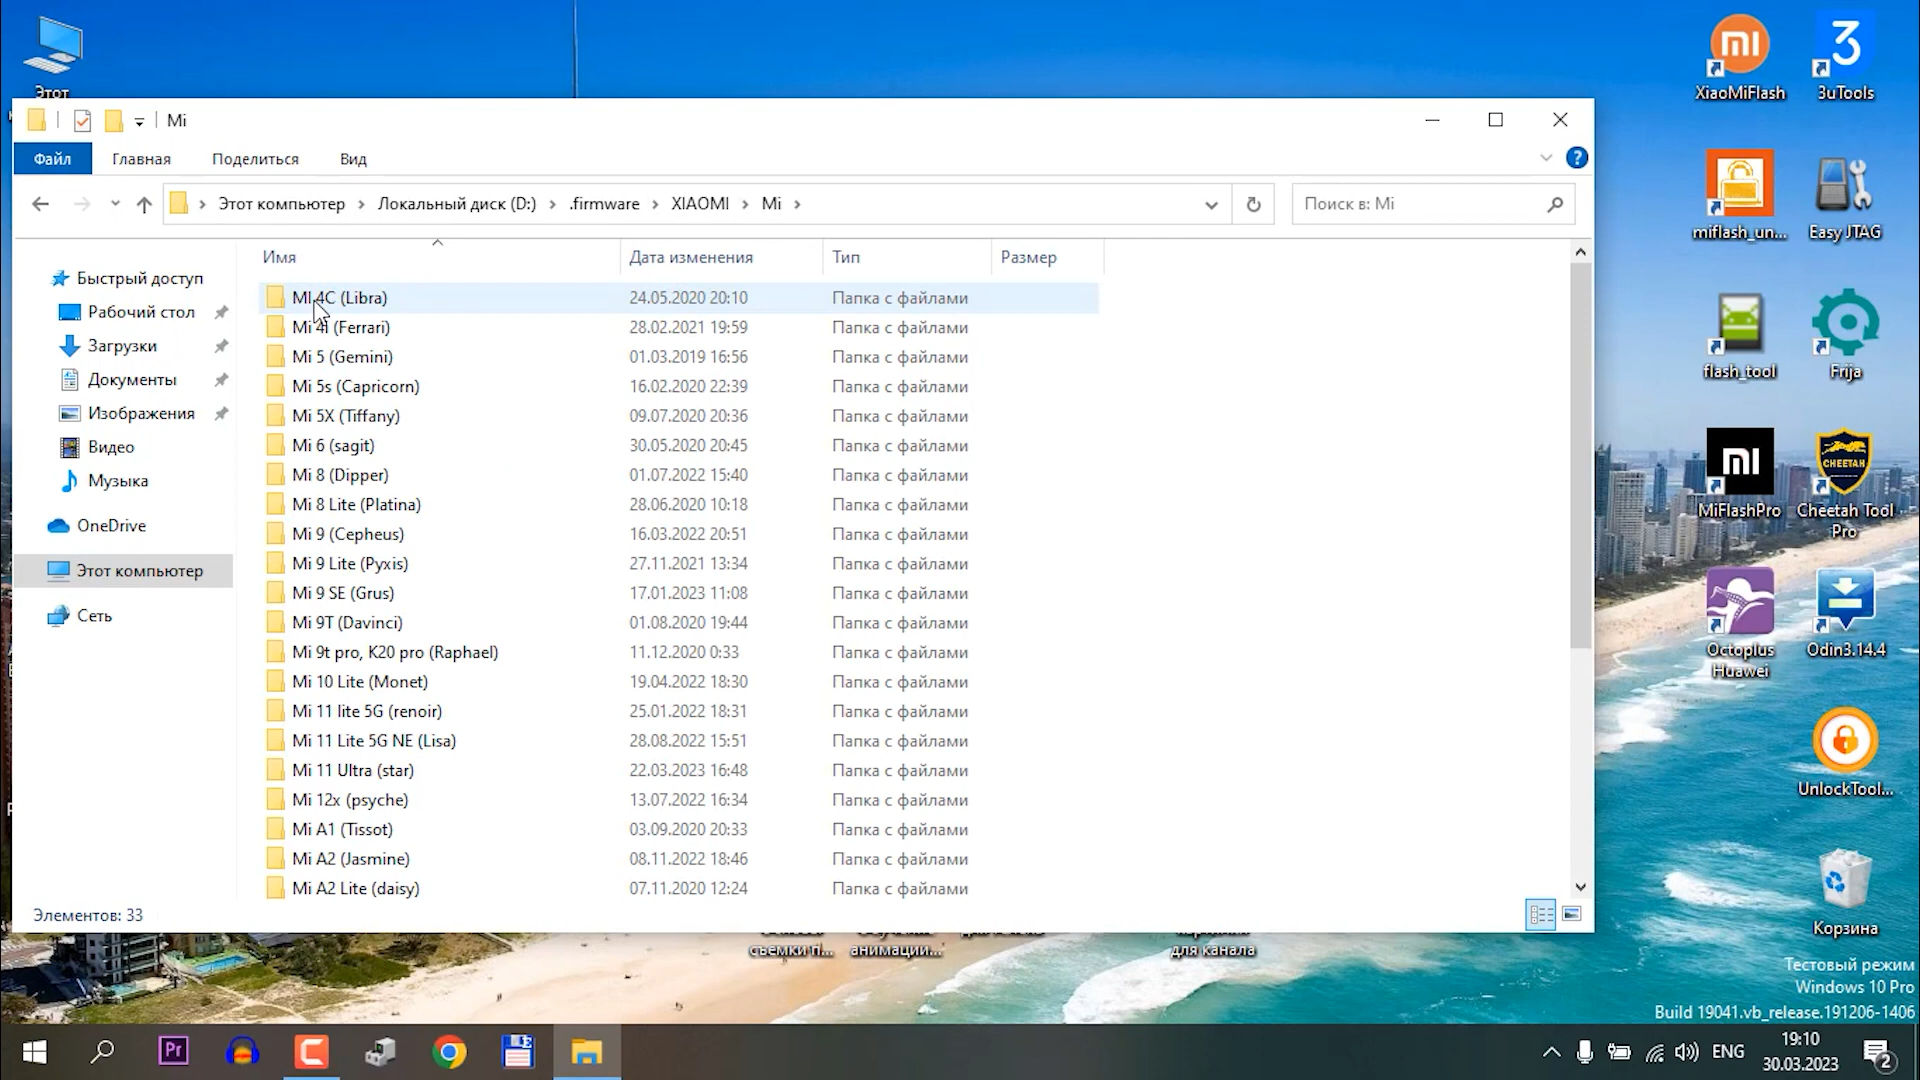 Этот
XiaoMiFlash
3uTools
Mi
Файл
Главная
Поделиться
Вид
Этот компьютер
Локальный диск (D:)
.firmware
XIAOMI
Mi
Поиск в: Mi
miflash_un...
Easy JTAG
Имя
Дата изменения
Тип
Размер
Быстрый доступ
Рабочий стол
Загрузки
Документы
Изображения
Видео
Музыка
OneDrive
Этот компьютер
Сеть
MI 4C (Libra) 24.05.2020 20:10 Папка с файлами
Mi 4i (Ferrari) 28.02.2021 19:59 Папка с файлами
Mi 5 (Gemini) 01.03.2019 16:56 Папка с файлами
Mi 5s (Capricorn) 16.02.2020 22:39 Папка с файлами
Mi 5X (Tiffany) 09.07.2020 20:36 Папка с файлами
Mi 6 (sagit) 30.05.2020 20:45 Папка с файлами
Mi 8 (Dipper) 01.07.2022 15:40 Папка с файлами
Mi 8 Lite (Platina) 28.06.2020 10:18 Папка с файлами
Mi 9 (Cepheus) 16.03.2022 20:51 Папка с файлами
Mi 9 Lite (Pyxis) 27.11.2021 13:34 Папка с файлами
Mi 9 SE (Grus) 17.01.2023 11:08 Папка с файлами
Mi 9T (Davinci) 01.08.2020 19:44 Папка с файлами
Mi 9t pro, K20 pro (Raphael) 11.12.2020 0:33 Папка с файлами
Mi 10 Lite (Monet) 19.04.2022 18:30 Папка с файлами
Mi 11 lite 5G (renoir) 25.01.2022 18:31 Папка с файлами
Mi 11 Lite 5G NE (Lisa) 28.08.2022 15:51 Папка с файлами
Mi 11 Ultra (star) 22.03.2023 16:48 Папка с файлами
Mi 12x (psyche) 13.07.2022 16:34 Папка с файлами
Mi A1 (Tissot) 03.09.2020 20:33 Папка с файлами
Mi A2 (Jasmine) 08.11.2022 18:46 Папка с файлами
Mi A2 Lite (daisy) 07.11.2020 12:24 Папка с файлами
Элементов: 33
flash_tool
Frija
CHEETAH
MiFlashPro
Cheetah Tool
Pro
Octoplus
Huawei
Odin3.14.4
UnlockTool...
Корзина
съемки п...
анимации...
для канала
Тестовый режим
Windows 10 Pro
Build 19041.vb_release.191206-1406
Pr
ENG
19:10
30.03.2023
2